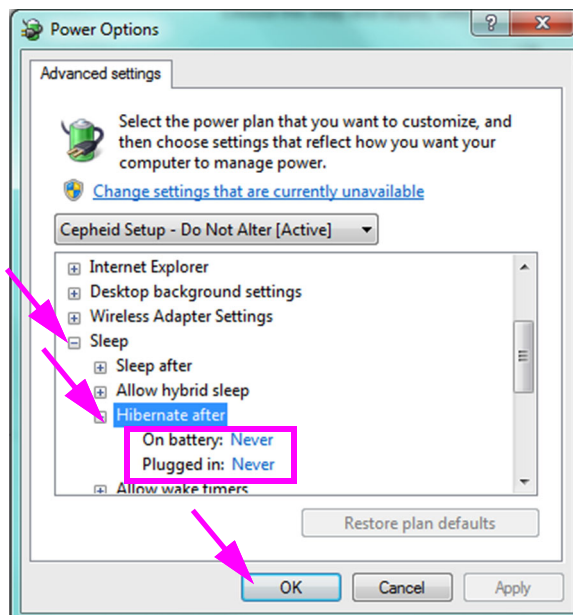 Power Options
Advanced settings
Select the power plan that you want to customize, and
then choose settings that reflect how you want your
computer to manage power.
Change settings that are currently unavailable
Cepheid Setup - Do Not Alter [Active]
Internet Explorer
Desktop background settings
Wireless Adapter Settings
Sleep
Sleep after
Allow hybrid sleep
Hibernate after
On battery: Never
Plugged in: Never
Allow wake timers
Restore plan defaults
OK
Cancel
Apply